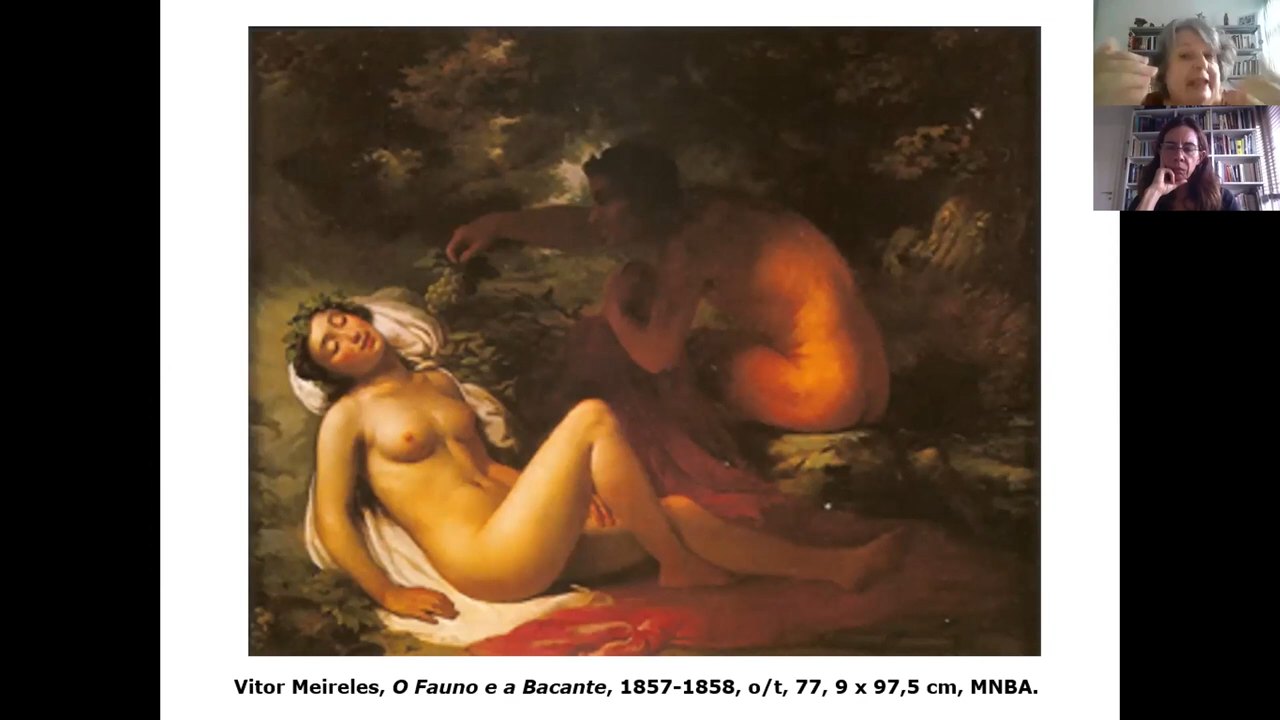 Vitor Meireles, O Fauno e a Bacante, 1857-1858, o/t, 77, 9 x 97,5 cm, MNBA.